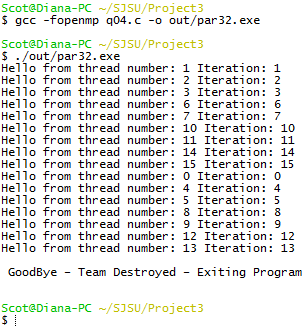 Scot@Diana-PC ~/SJSU/Project3
$ gcc -fopenmp q04.c -o out/par32.exe
Scot@Diana-PC ~/SJSU/Project3
$ ./out/par32.exe
Hello from thread number: 1 Iteration: 1
Hello from thread number: 2 Iteration: 2
Hello from thread number: 3 Iteration: 3
Hello from thread number: 6 Iteration: 6
Hello from thread number: 7 Iteration: 7
Hello from thread number: 10 Iteration: 10
Hello from thread number: 11 Iteration: 11
Hello from thread number: 14 Iteration: 14
Hello from thread number: 15 Iteration: 15
Hello from thread number: 0 Iteration: 0
Hello from thread number: 4 Iteration: 4
Hello from thread number: 5 Iteration: 5
Hello from thread number: 8 Iteration: 8
Hello from thread number: 9 Iteration: 9
Hello from thread number: 12 Iteration: 12
Hello from thread number: 13 Iteration: 13
GoodBye – Team Destroyed – Exiting Program
Scot@Diana-PC ~/SJSU/Project3
$